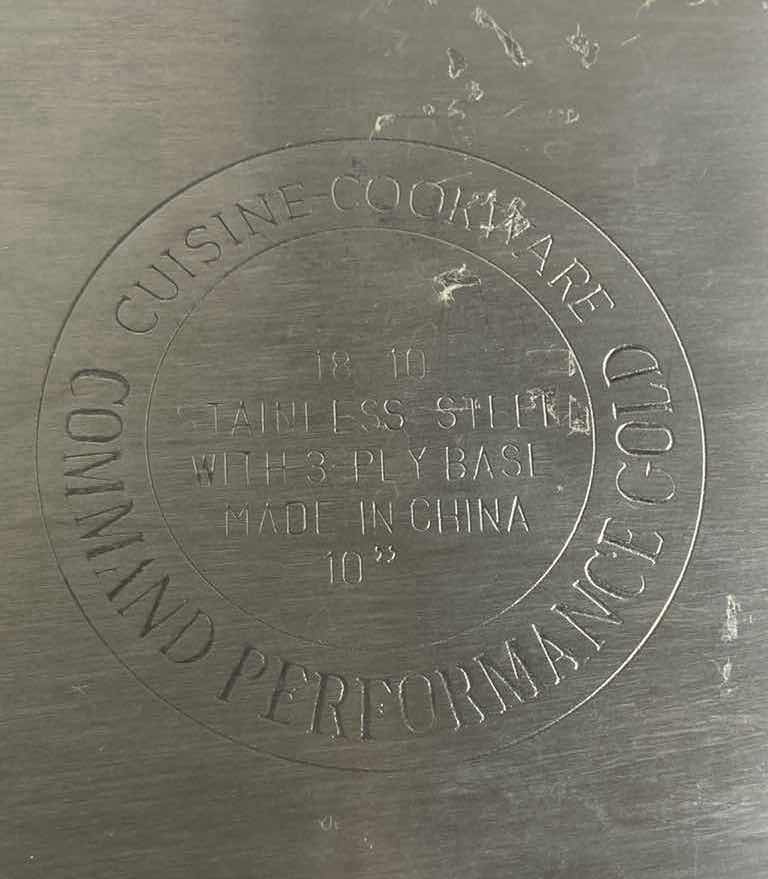 CUISINE COOKWARE
18 10
STAINLESS STEEL
WITH 3-PLY BASE
MADE IN CHINA
10”
COMMAND PERFORMANCE GOLD